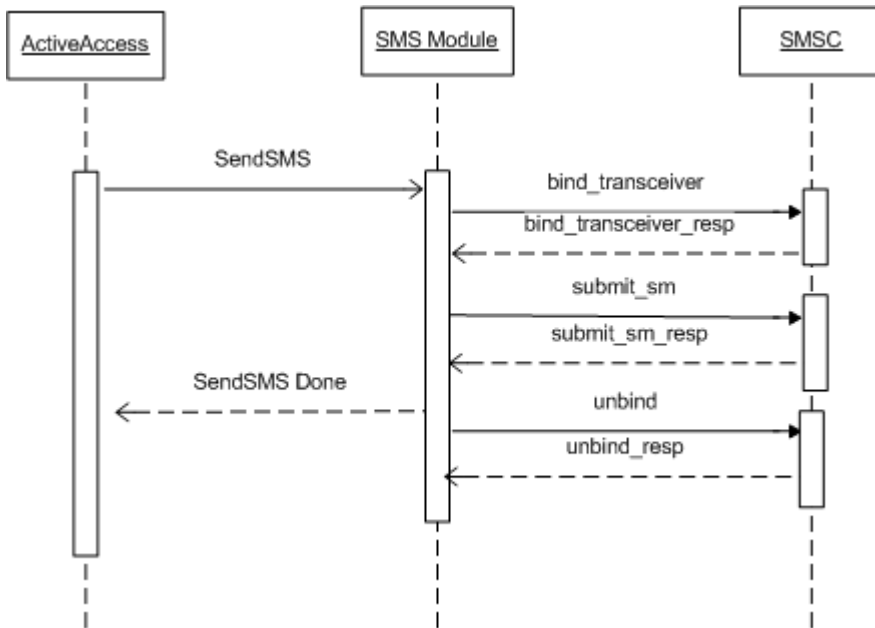 ActiveAccess
SMS Module
SMSC
SendSMS
bind_transceiver
bind_transceiver_resp
submit_sm
submit_sm_resp
SendSMS Done
unbind
unbind_resp